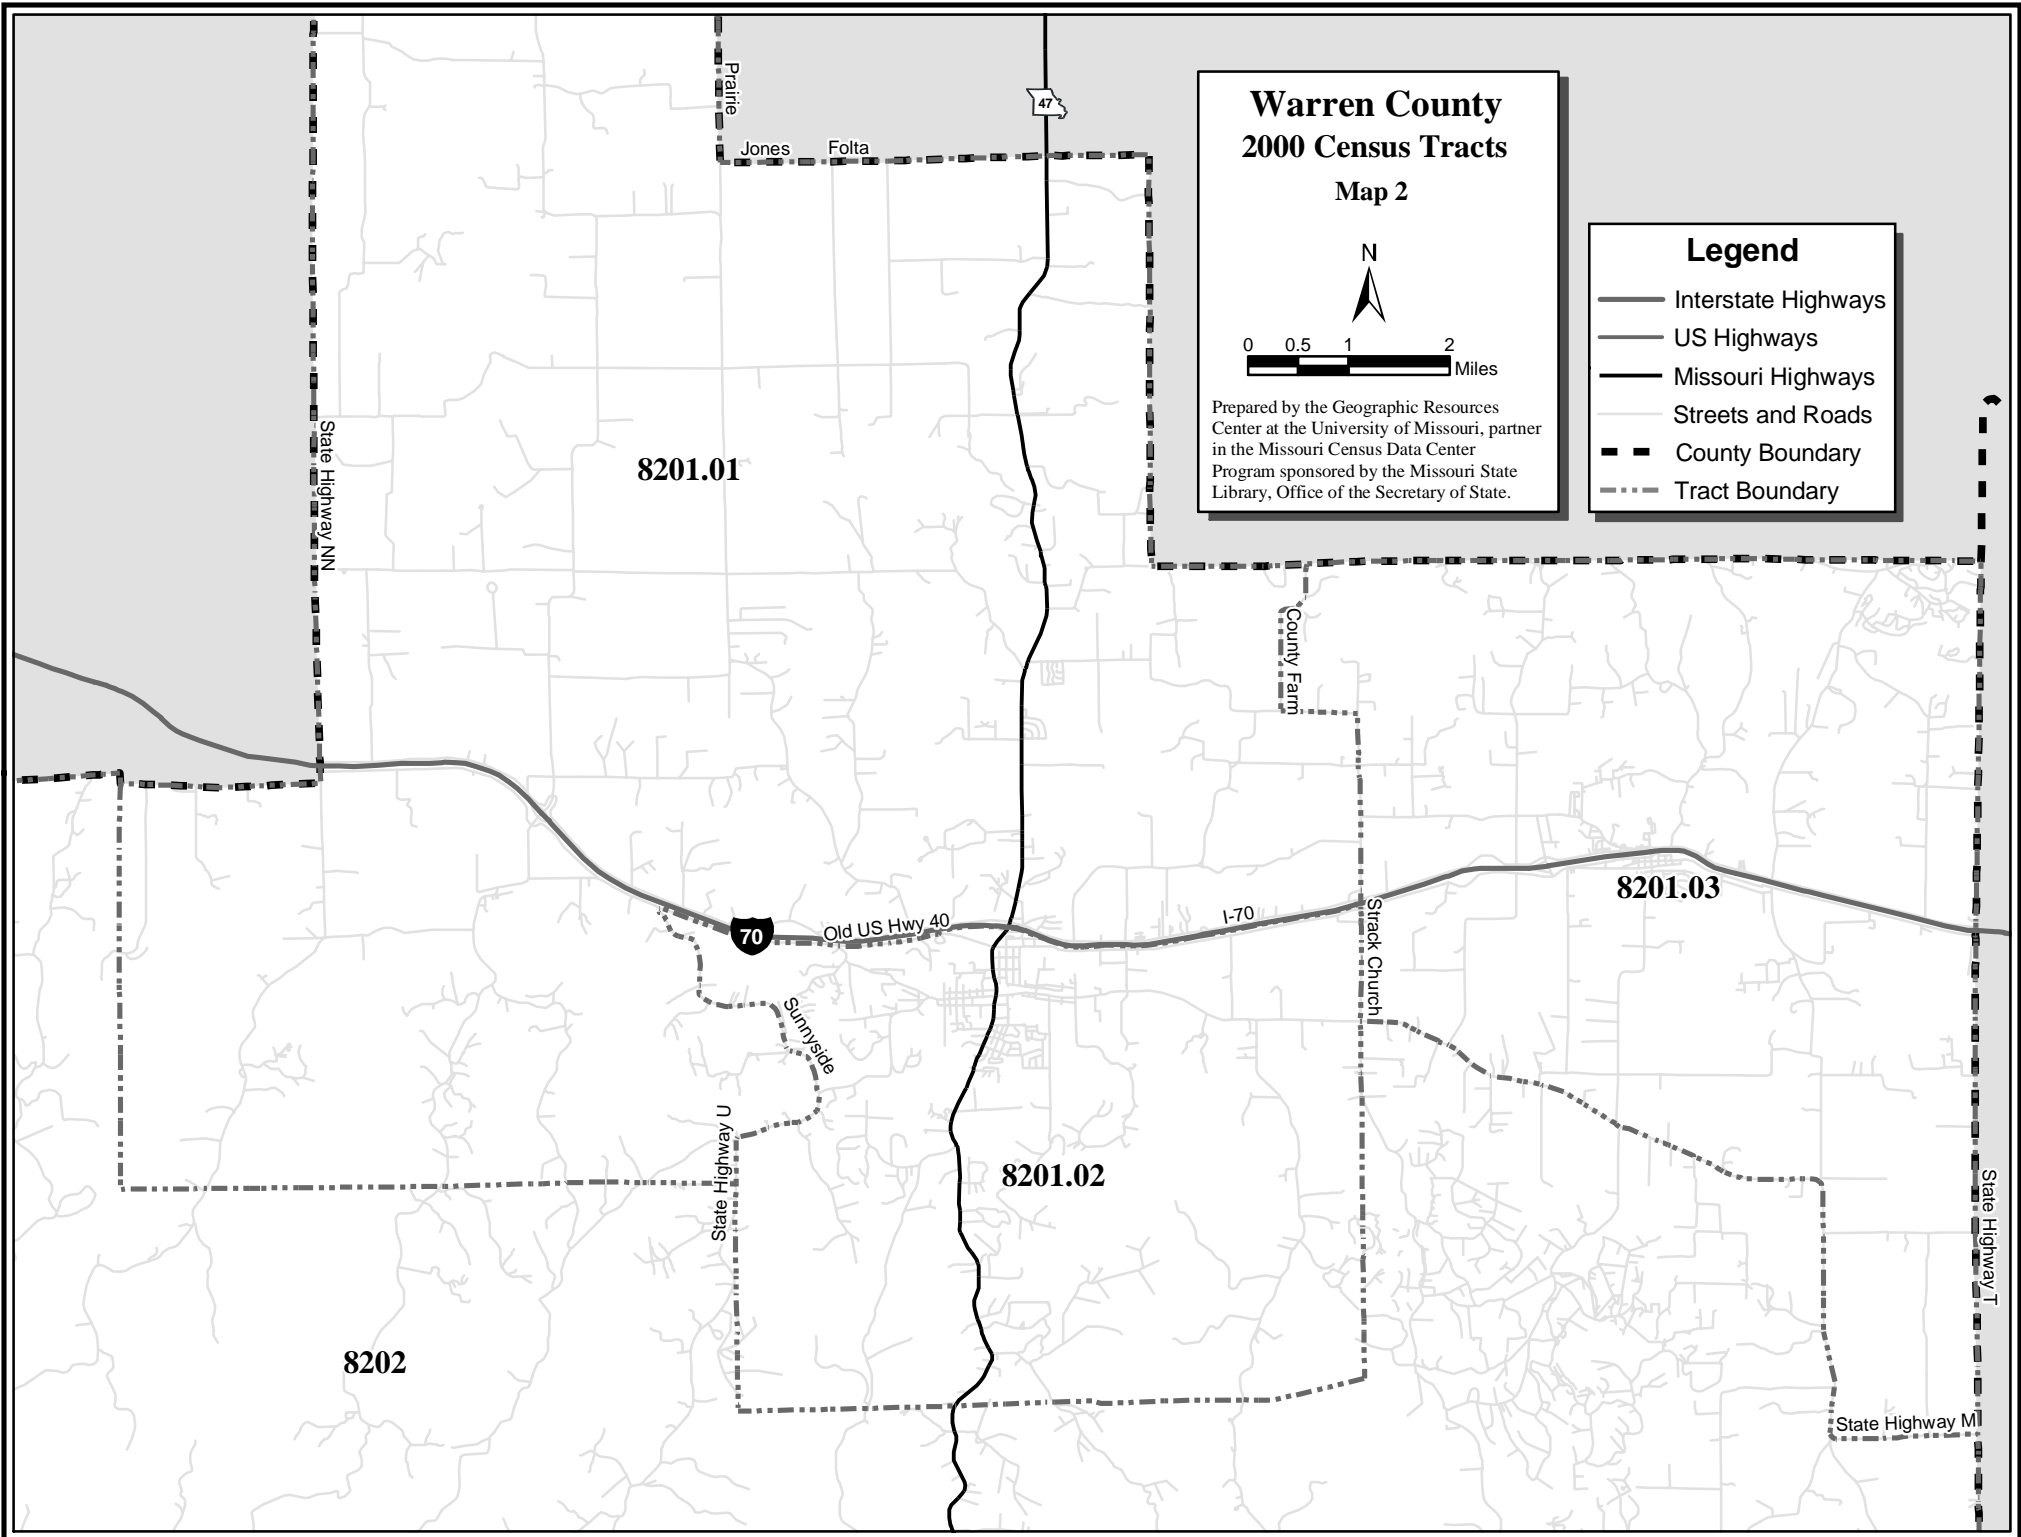 Prairie
Jones
Folta
47
Warren County
2000 Census Tracts
Map 2
N
0 0.5 1 2
Miles
Prepared by the Geographic Resources
Center at the University of Missouri, partner
in the Missouri Census Data Center
Program sponsored by the Missouri State
Library, Office of the Secretary of State.
Legend
Interstate Highways
US Highways
Missouri Highways
Streets and Roads
County Boundary
Tract Boundary
State Highway NN
8201.01
County Farm
8201.03
70
Old US Hwy 40
I-70
Strack Church
Sunnyside
State Highway U
8201.02
State Highway T
8202
State Highway M